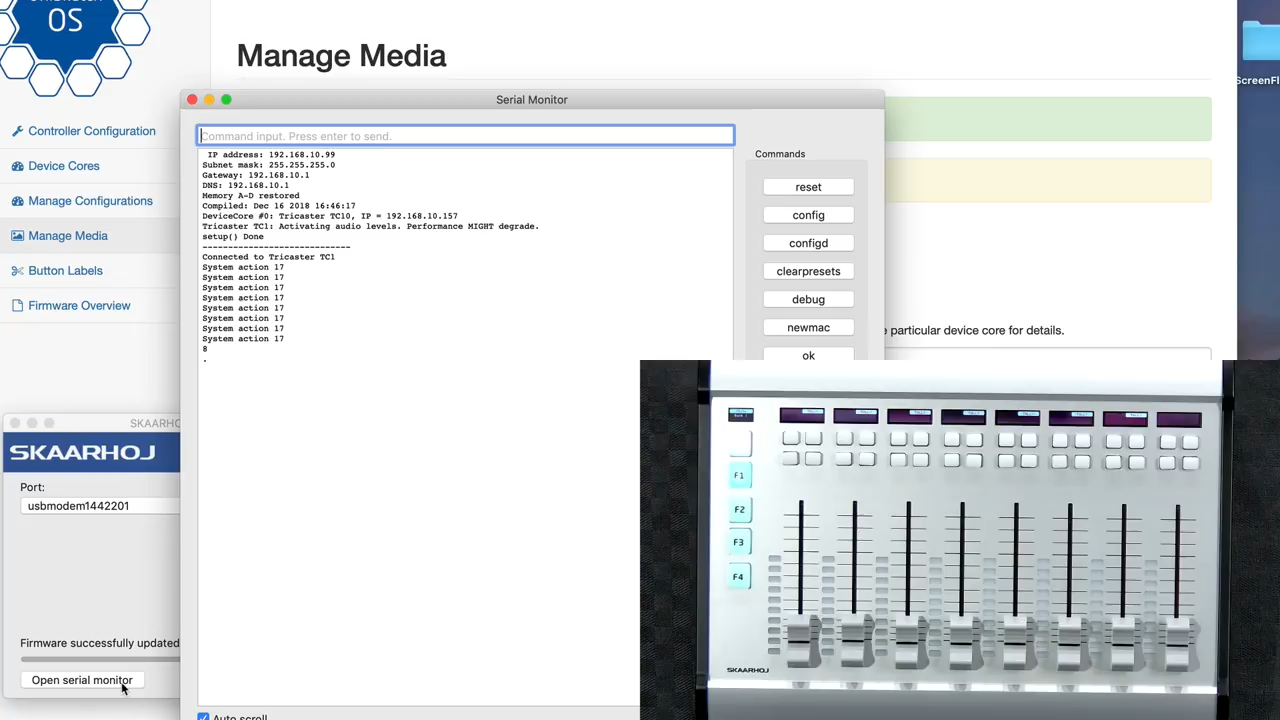 OS
Manage Media
ScreenFl
Serial Monitor
Controller Configuration
Device Cores
Manage Configurations
Manage Media
Button Labels
Firmware Overview
Command input. Press enter to send.
IP address: 192.168.10.99
Subnet mask: 255.255.255.0
Gateway: 192.168.10.1
DNS: 192.168.10.1
Memory A-D restored
Compiled: Dec 16 2018 16:46:17
DeviceCore #0: Tricaster TC10, IP = 192.168.10.157
Tricaster TC1: Activating audio levels. Performance MIGHT degrade.
setup() Done
-----------------------------
Connected to Tricaster TC1
System action 17
System action 17
System action 17
System action 17
System action 17
System action 17
System action 17
System action 17
8
.
Commands
reset
config
configd
clearpresets
debug
newmac
ok
e particular device core for details.
SKAARH
SKAARHOJ
Port:
usbmodem1442201
Firmware successfully updated
Open serial monitor
Auto scroll
F1
F2
F3
F4
SKAARHOJ